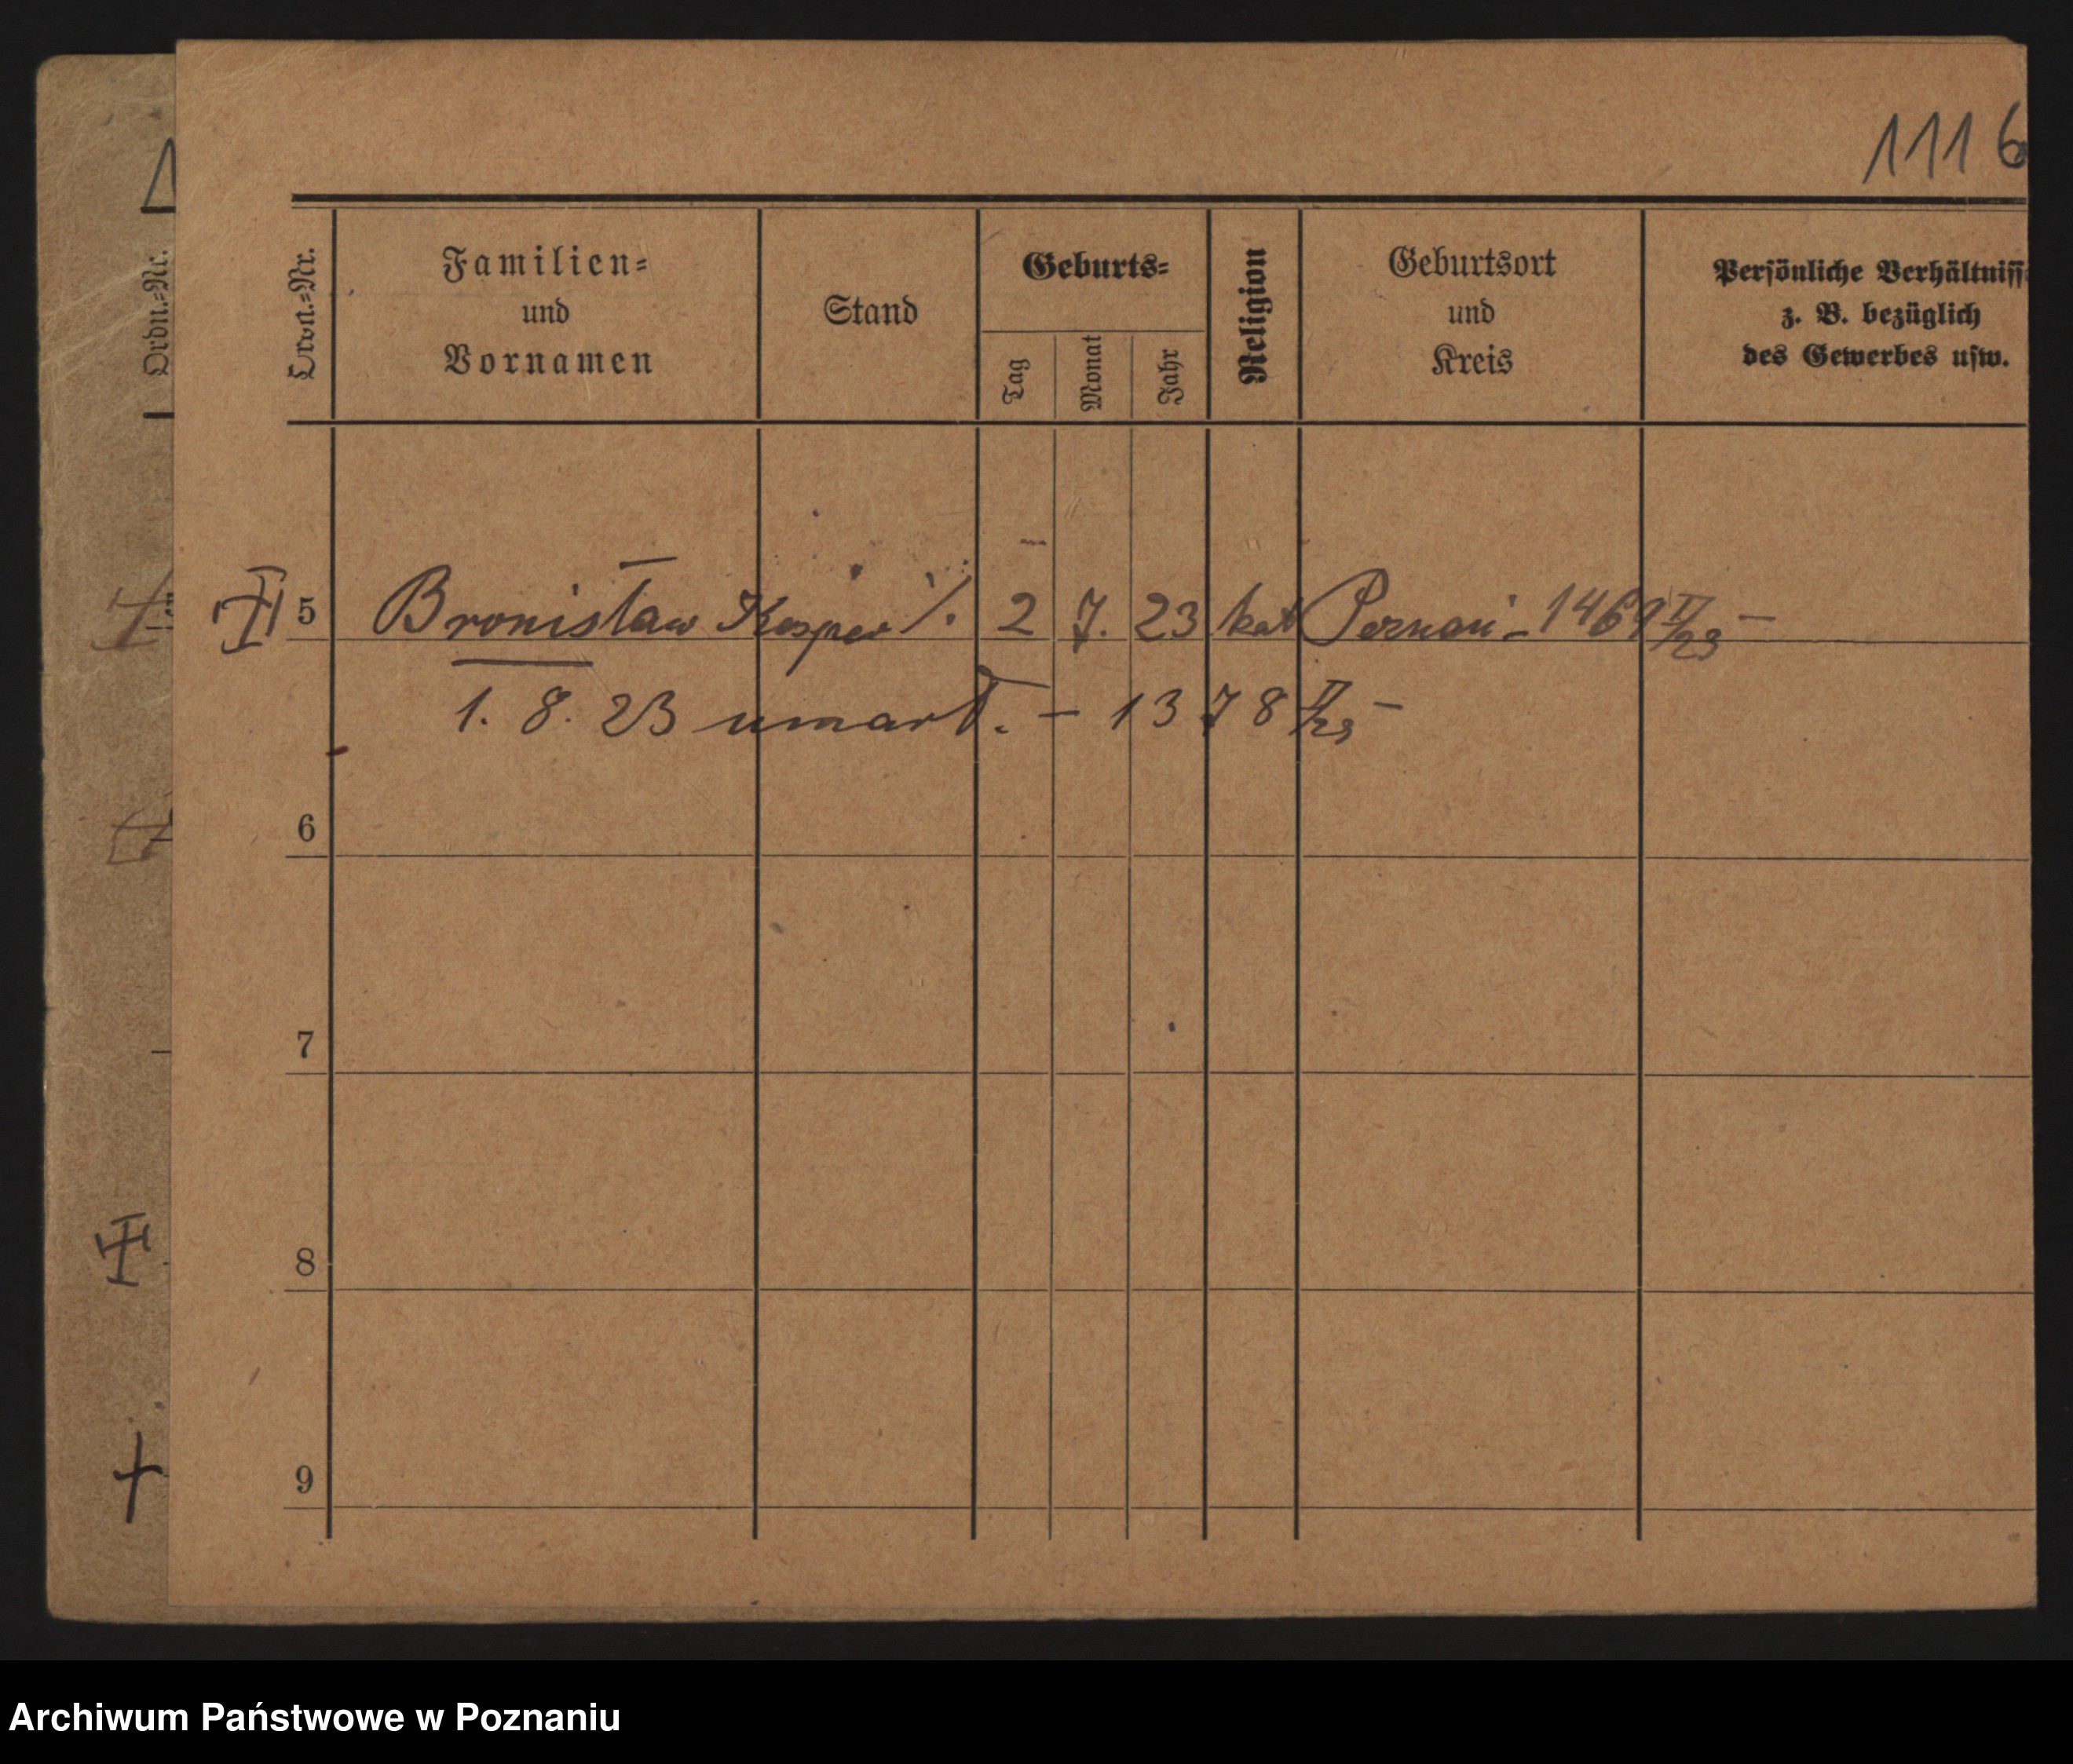 1116
Ordn.-Nr.
Ordn.-Nr.
Familien-
und
Vornamen
Stand
Geburts-
Tag
Monat
Jahr
Religion
Geburtsort
und
Kreis
Persönliche Verhältniss
z. B. bezüglich
des Gewerbes usw.
5 Bronisław Kasper /. 2 7. 23 kat Poznań - 1469 II/23 -
1. 8. 23 umarł. - 1378 II/23 -
6
7
8
9
Archiwum Państwowe w Poznaniu